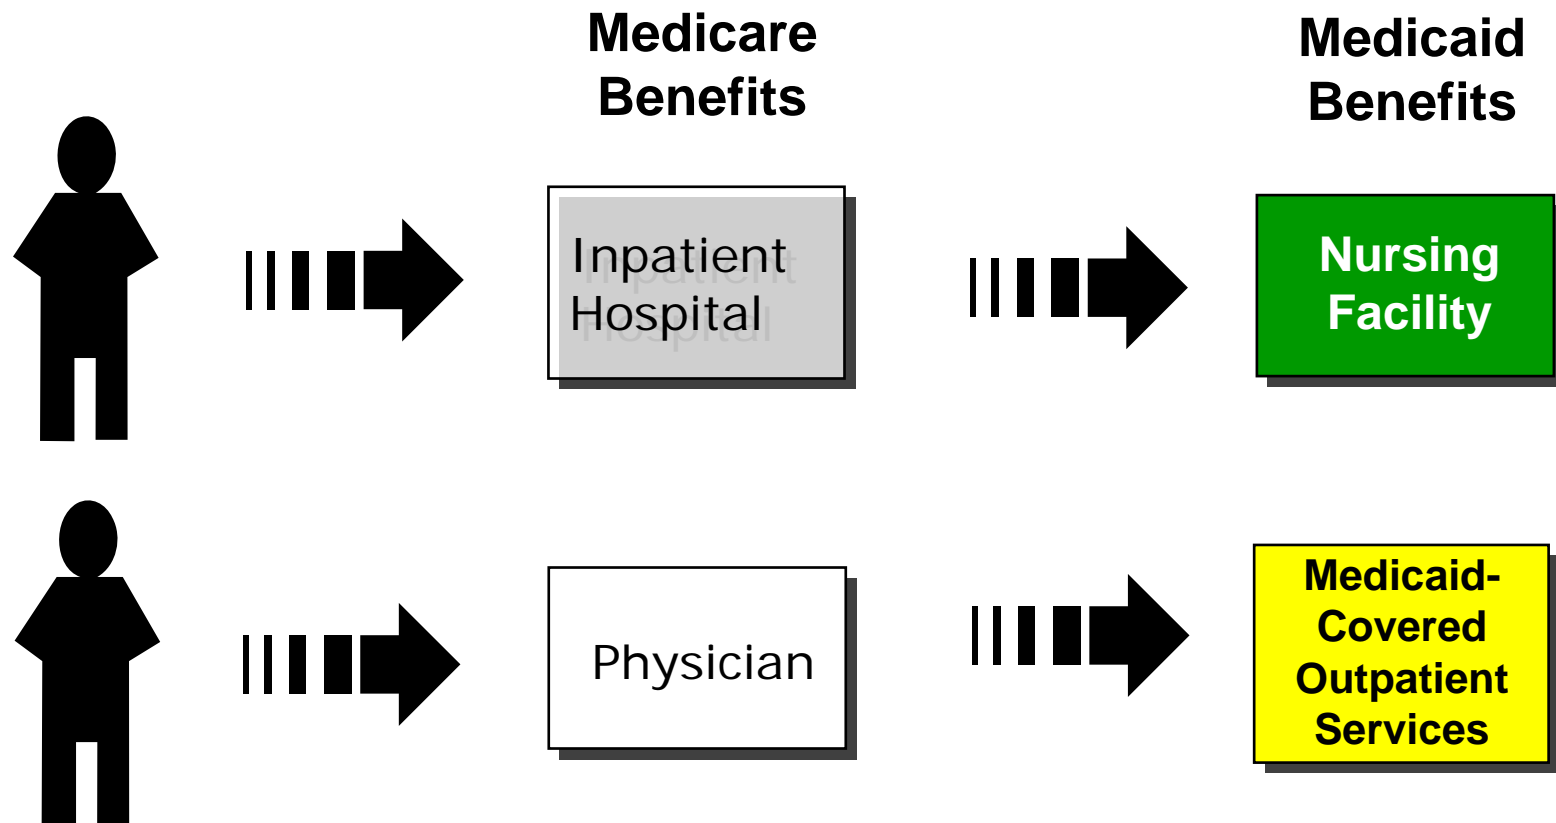 Medicare
Benefits
Medicaid
Benefits
Inpatient
Hospital
Nursing
Facility
Physician
Medicaid-
Covered
Outpatient
Services